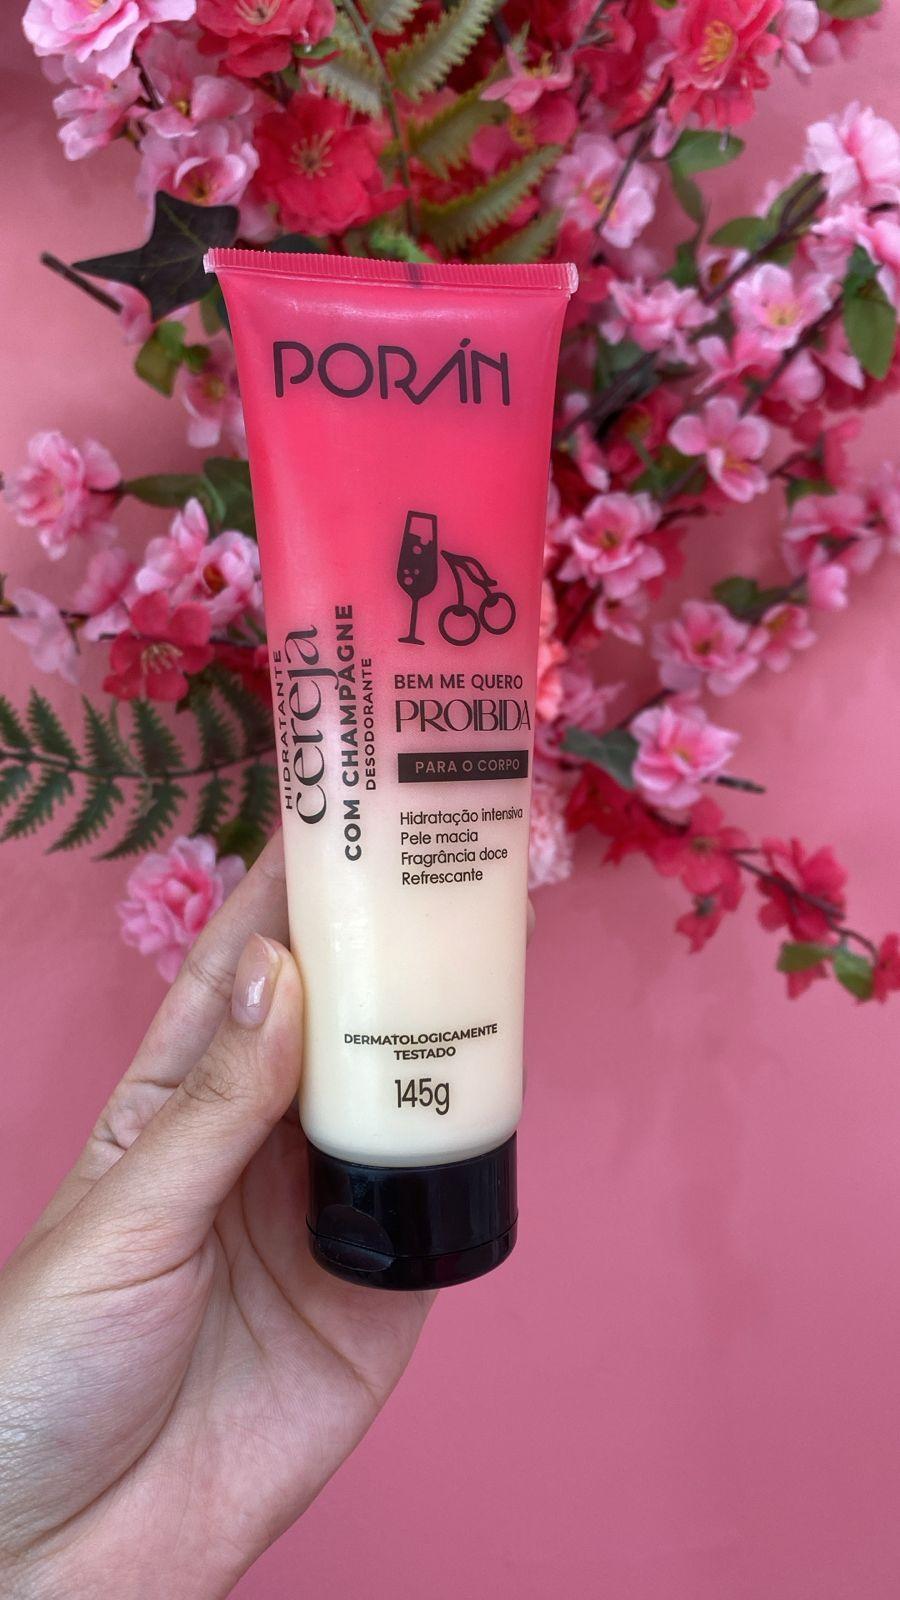 PORÁN
HIDRATANTE
cereja
COM CHAMPAGNE
DESODORANTE
BEM ME QUERO
PROIBIDA
PARA O CORPO
Hidratação intensiva
Pele macia
Fragrância doce
Refrescante
DERMATOLOGICAMENTE
TESTADO
145g